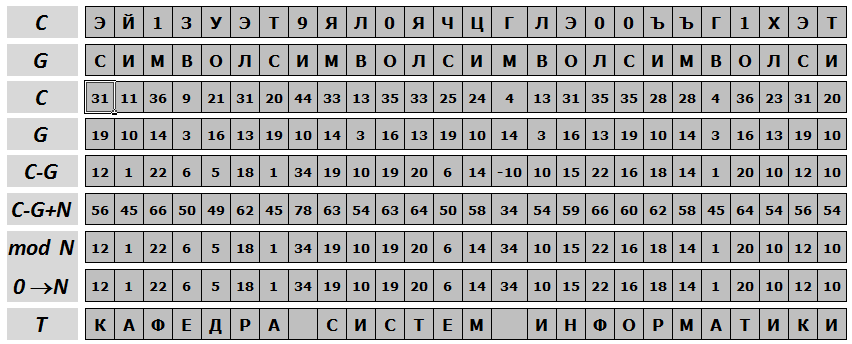 C Э Й 1 З У Э Т 9 Я Л 0 Я Ч Ц Г Л Э 0 0 Ъ Ъ Г 1 Х Э Т
G С И М В О Л С И М В О Л С И М В О Л С И М В О Л С И
C 31 11 36 9 21 31 20 44 33 13 35 33 25 24 4 13 31 35 35 28 28 4 36 23 31 20
G 19 10 14 3 16 13 19 10 14 3 16 13 19 10 14 3 16 13 19 10 14 3 16 13 19 10
C-G 12 1 22 6 5 18 1 34 19 10 19 20 6 14 -10 10 15 22 16 18 14 1 20 10 12 10
C-G+N 56 45 66 50 49 62 45 78 63 54 63 64 50 58 34 54 59 66 60 62 58 45 64 54 56 54
mod N 12 1 22 6 5 18 1 34 19 10 19 20 6 14 34 10 15 22 16 18 14 1 20 10 12 10
0 →N 12 1 22 6 5 18 1 34 19 10 19 20 6 14 34 10 15 22 16 18 14 1 20 10 12 10
T К А Ф Е Д Р А С И С Т Е М И Н Ф О Р М А Т И К И